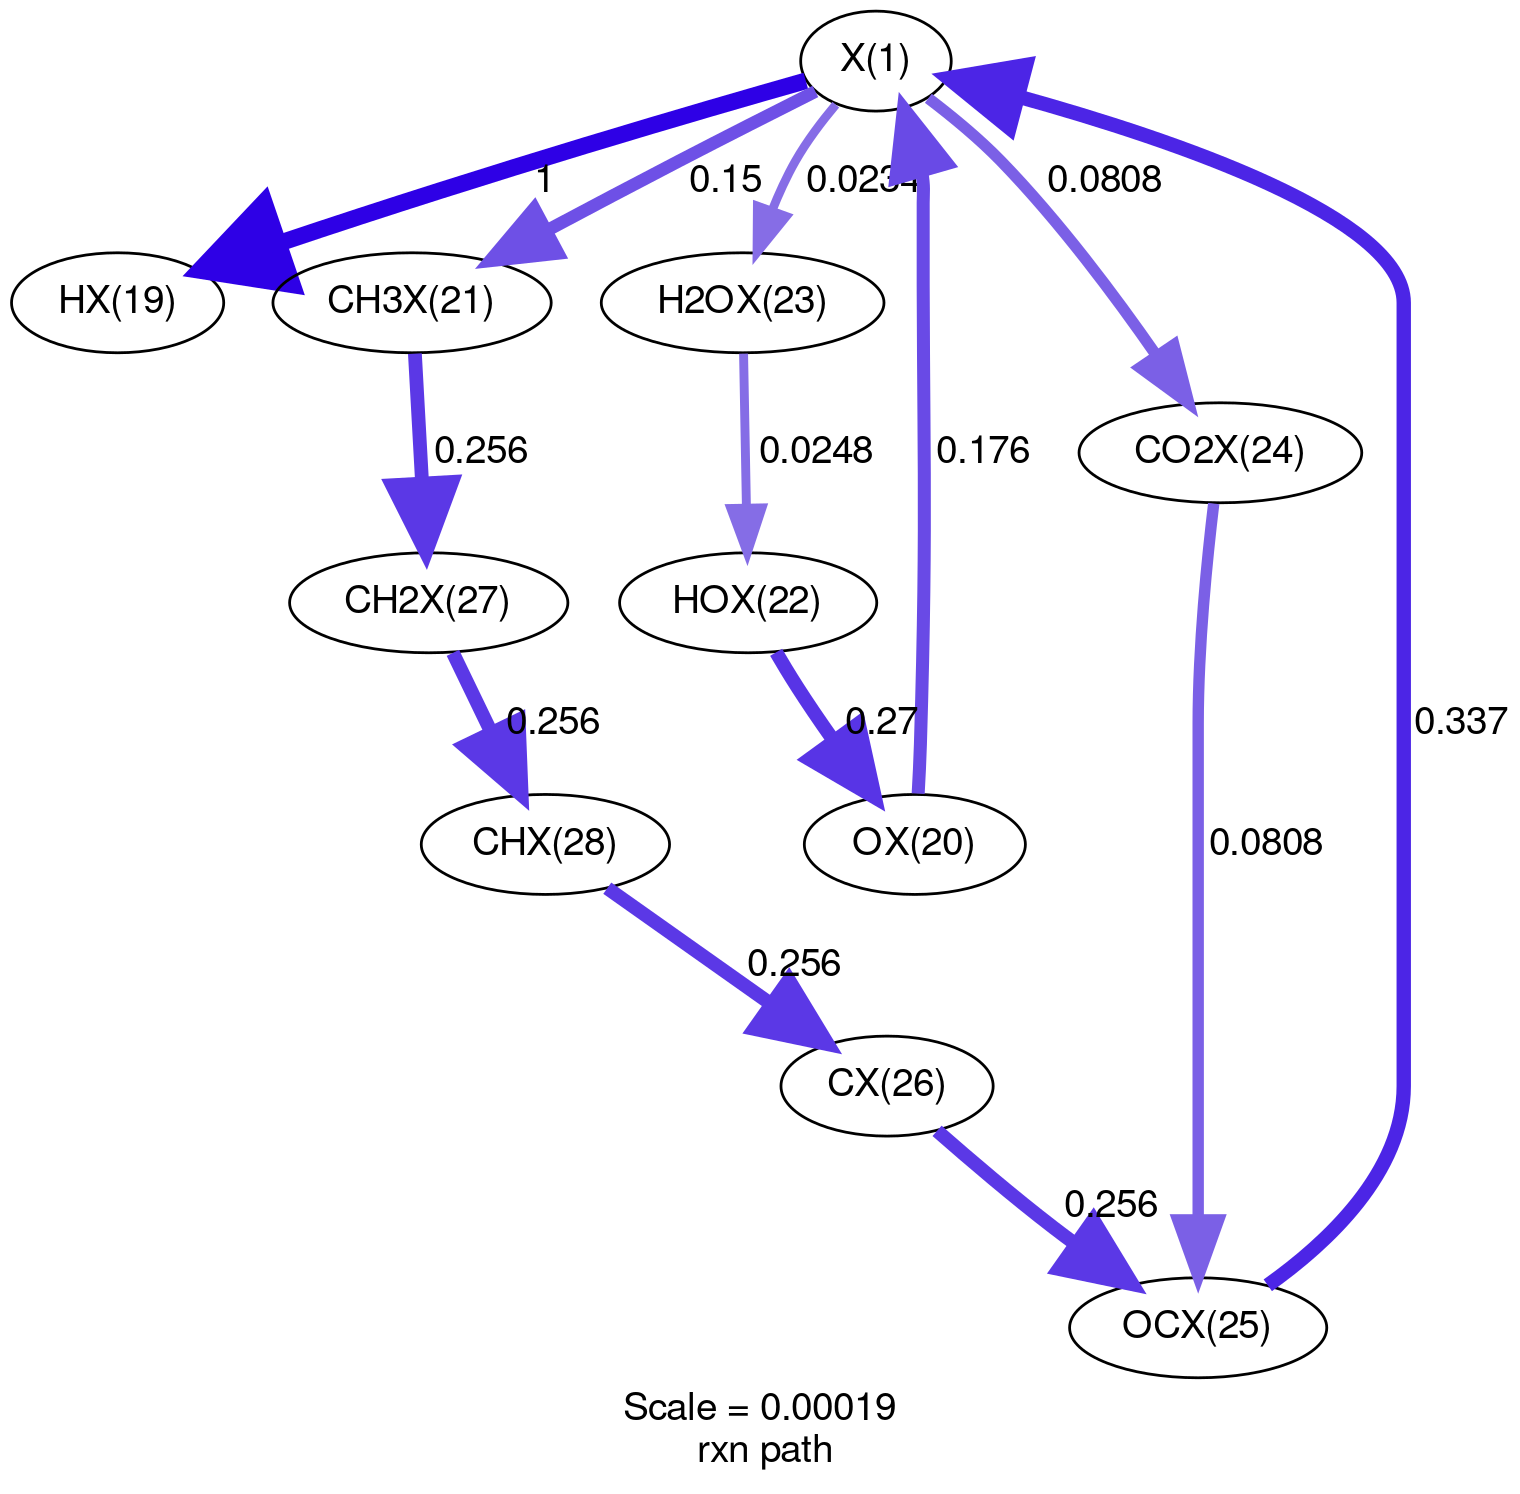 X(1)
1
0.15
0.0234
0.0808
HX(19)
CH3X(21)
H2OX(23)
0.256
0.0248
0.176
CO2X(24)
CH2X(27)
HOX(22)
0.256
0.27
0.337
CHX(28)
OX(20)
0.0808
0.256
CX(26)
0.256
OCX(25)
Scale = 0.00019
rxn path